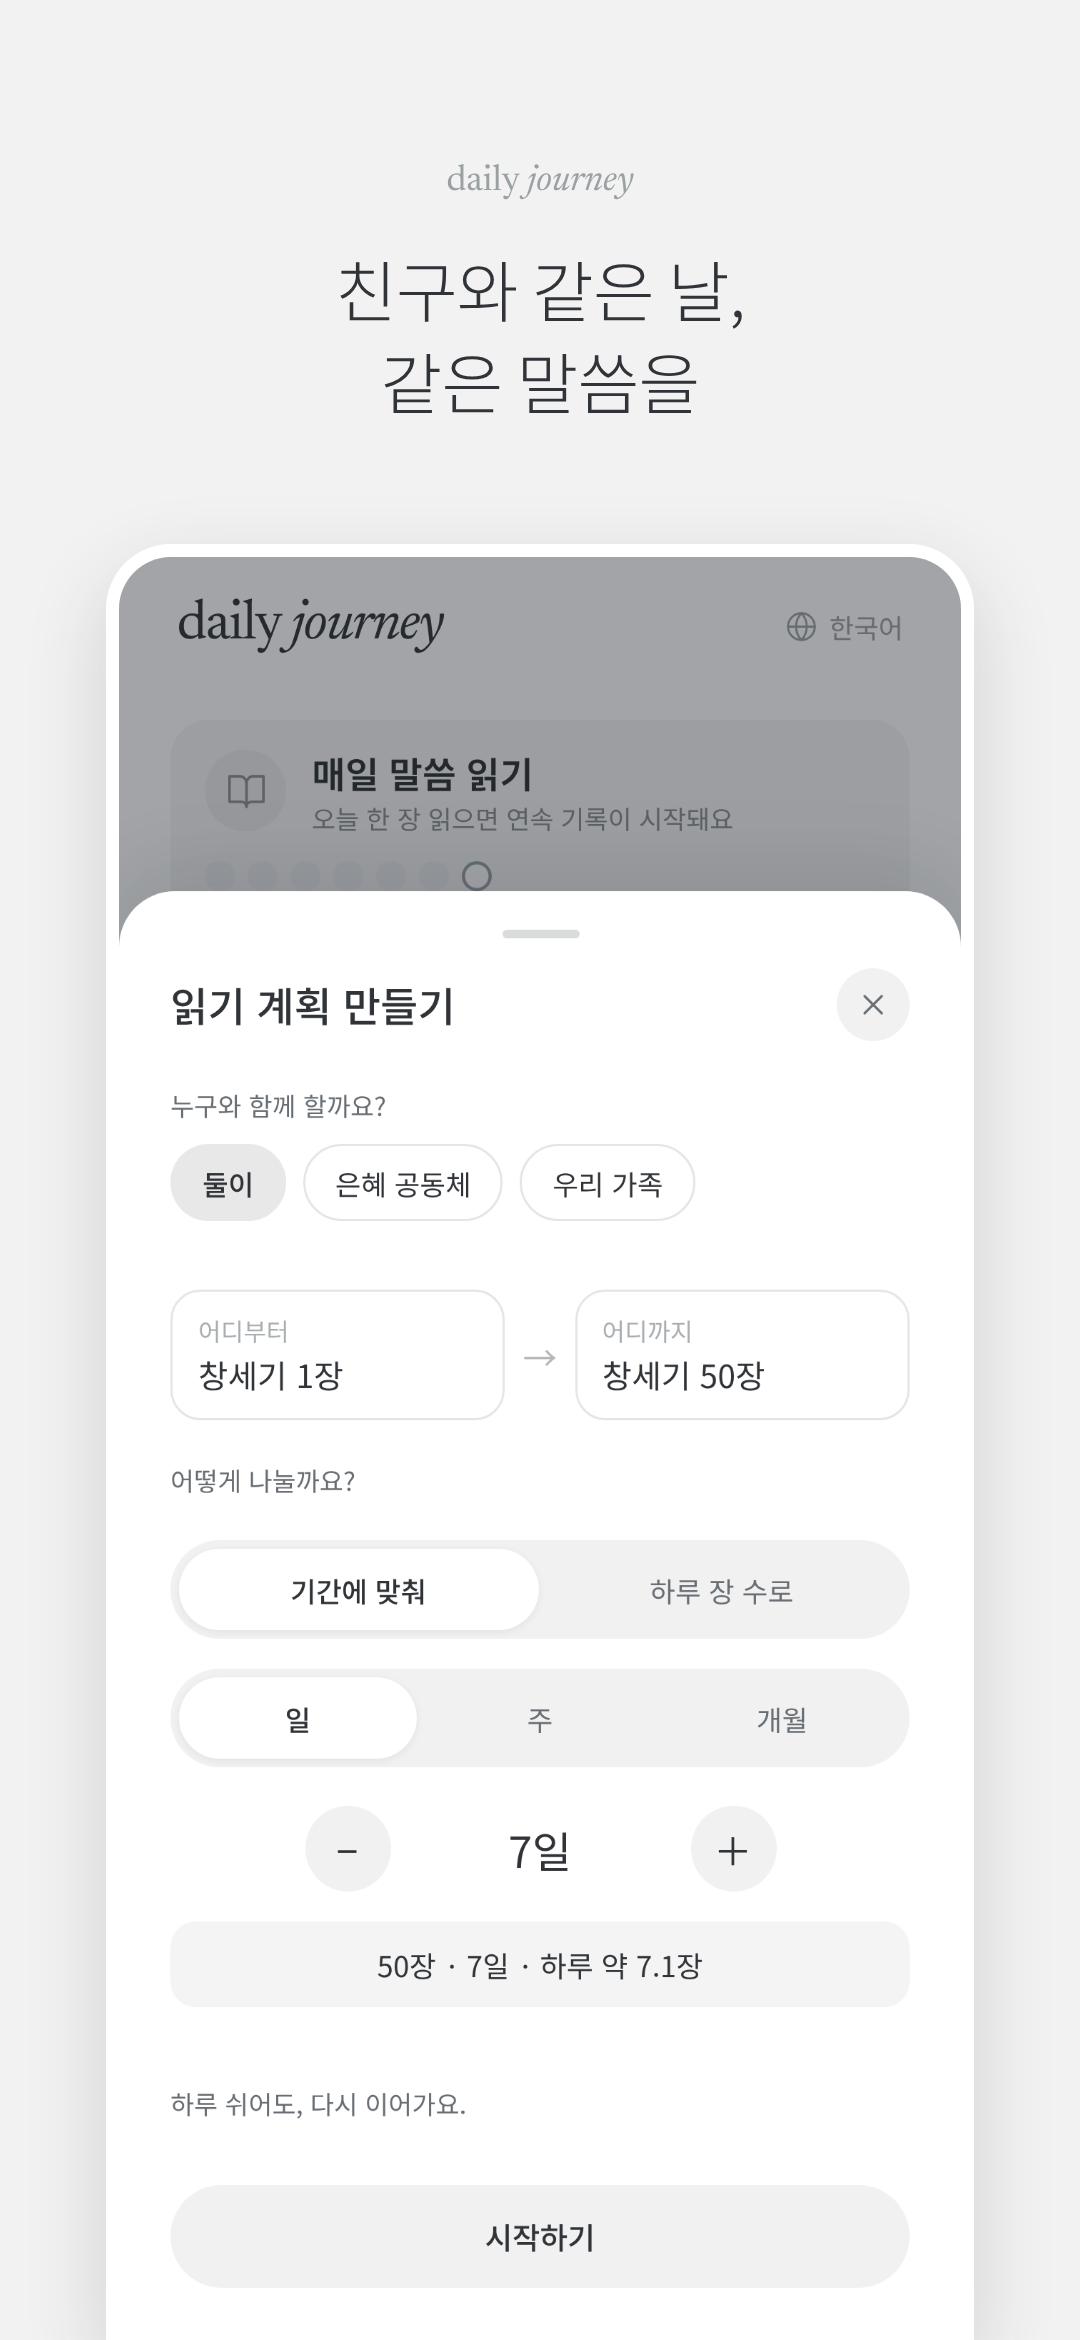 daily journey
친구와 같은 날,
같은 말씀을
daily journey
한국어
매일 말씀 읽기
오늘 한 장 읽으면 연속 기록이 시작돼요
읽기 계획 만들기
누구와 함께 할까요?
둘이 은혜 공동체 우리 가족
어디부터
창세기 1장
→
어디까지
창세기 50장
어떻게 나눌까요?
기간에 맞춰 하루 장 수로
일 주 개월
− 7일 +
50장 · 7일 · 하루 약 7.1장
하루 쉬어도, 다시 이어가요.
시작하기